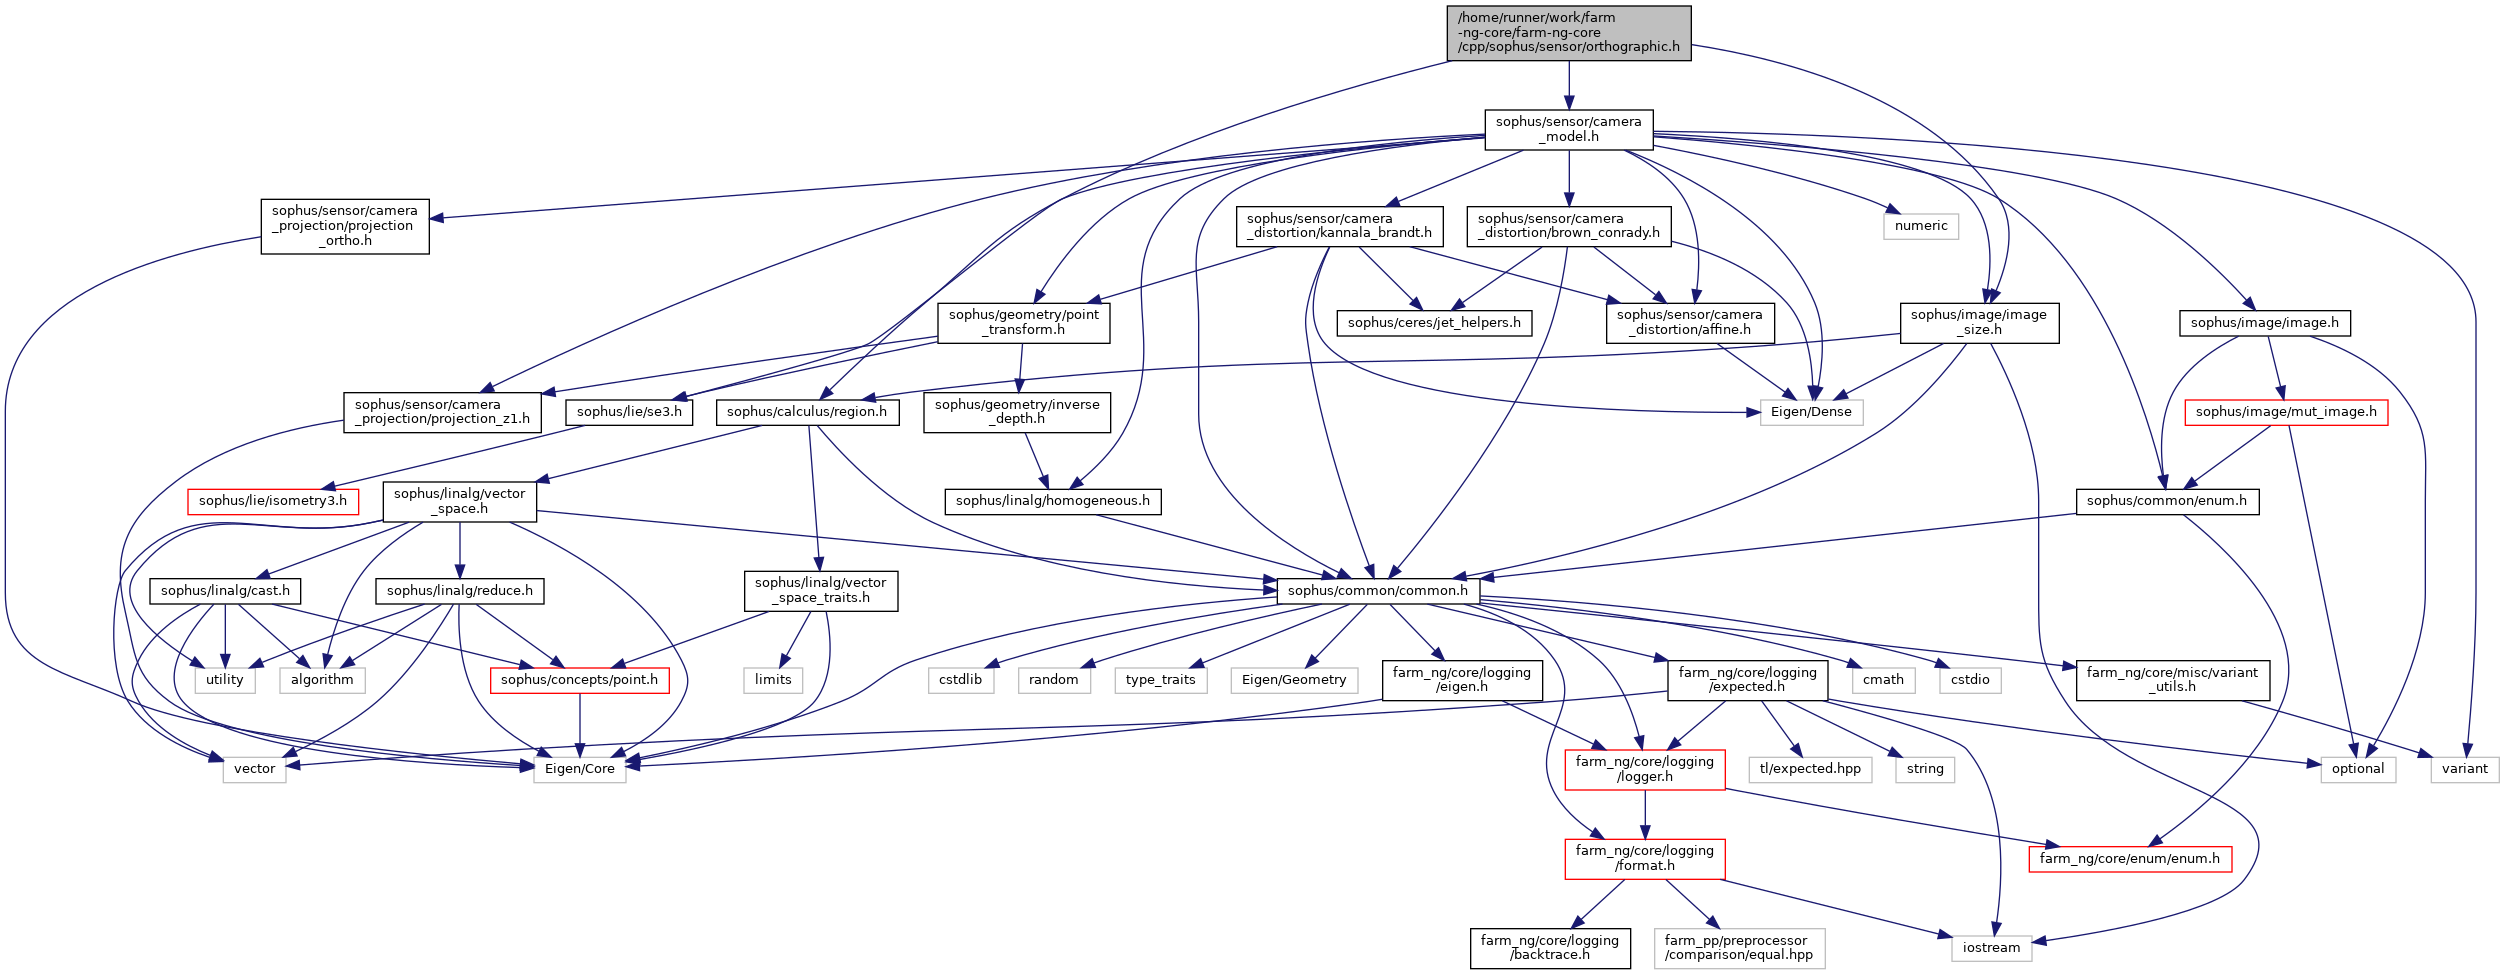 /home/runner/work/farm
-ng-core/farm-ng-core
/cpp/sophus/sensor/orthographic.h
sophus/sensor/camera
_model.h
sophus/sensor/camera
_projection/projection
_ortho.h
sophus/sensor/camera
_distortion/kannala_brandt.h
sophus/sensor/camera
_distortion/brown_conrady.h
numeric
sophus/geometry/point
_transform.h
sophus/ceres/jet_helpers.h
sophus/sensor/camera
_distortion/affine.h
sophus/image/image
_size.h
sophus/image/image.h
sophus/sensor/camera
_projection/projection_z1.h
sophus/lie/se3.h
sophus/calculus/region.h
sophus/geometry/inverse
_depth.h
Eigen/Dense
sophus/image/mut_image.h
sophus/lie/isometry3.h
sophus/linalg/vector
_space.h
sophus/linalg/homogeneous.h
sophus/common/enum.h
sophus/linalg/cast.h
sophus/linalg/reduce.h
sophus/linalg/vector
_space_traits.h
sophus/common/common.h
utility
algorithm
sophus/concepts/point.h
limits
cstdlib
random
type_traits
Eigen/Geometry
farm_ng/core/logging
/eigen.h
farm_ng/core/logging
/expected.h
cmath
cstdio
farm_ng/core/misc/variant
_utils.h
vector
Eigen/Core
farm_ng/core/logging
/logger.h
tl/expected.hpp
string
optional
variant
farm_ng/core/logging
/format.h
farm_ng/core/enum/enum.h
farm_ng/core/logging
/backtrace.h
farm_pp/preprocessor
/comparison/equal.hpp
iostream